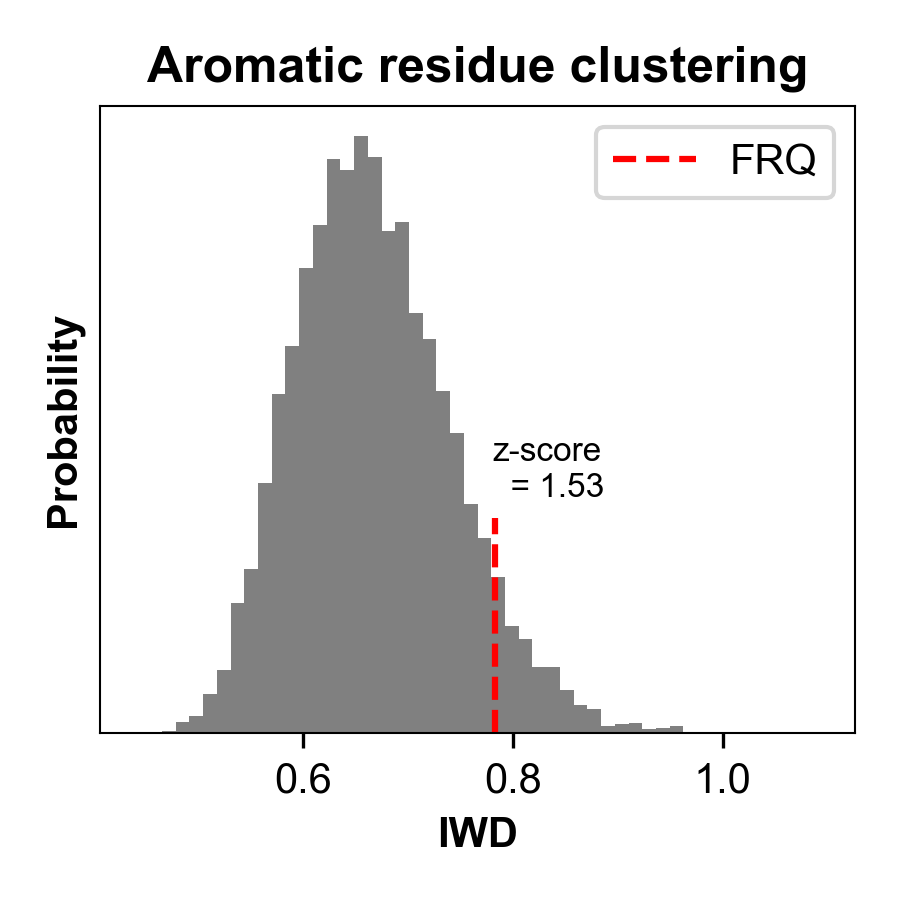 Aromatic residue clustering
FRQ
Probability
z-score
= 1.53
0.6
0.8
1.0
IWD